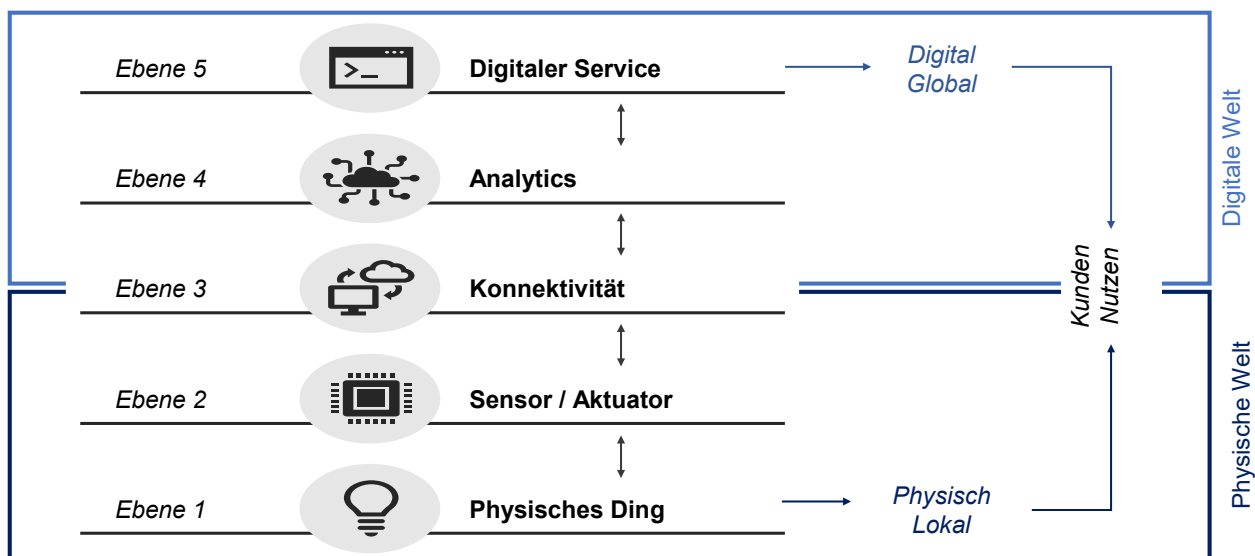 Ebene 5
Digitaler Service
Digital
Global
Ebene 4
Analytics
Ebene 3
Konnektivität
Kunden
Nutzen
Ebene 2
Sensor / Aktuator
Ebene 1
Physisches Ding
Physisch
Lokal
Digitale Welt
Physische Welt